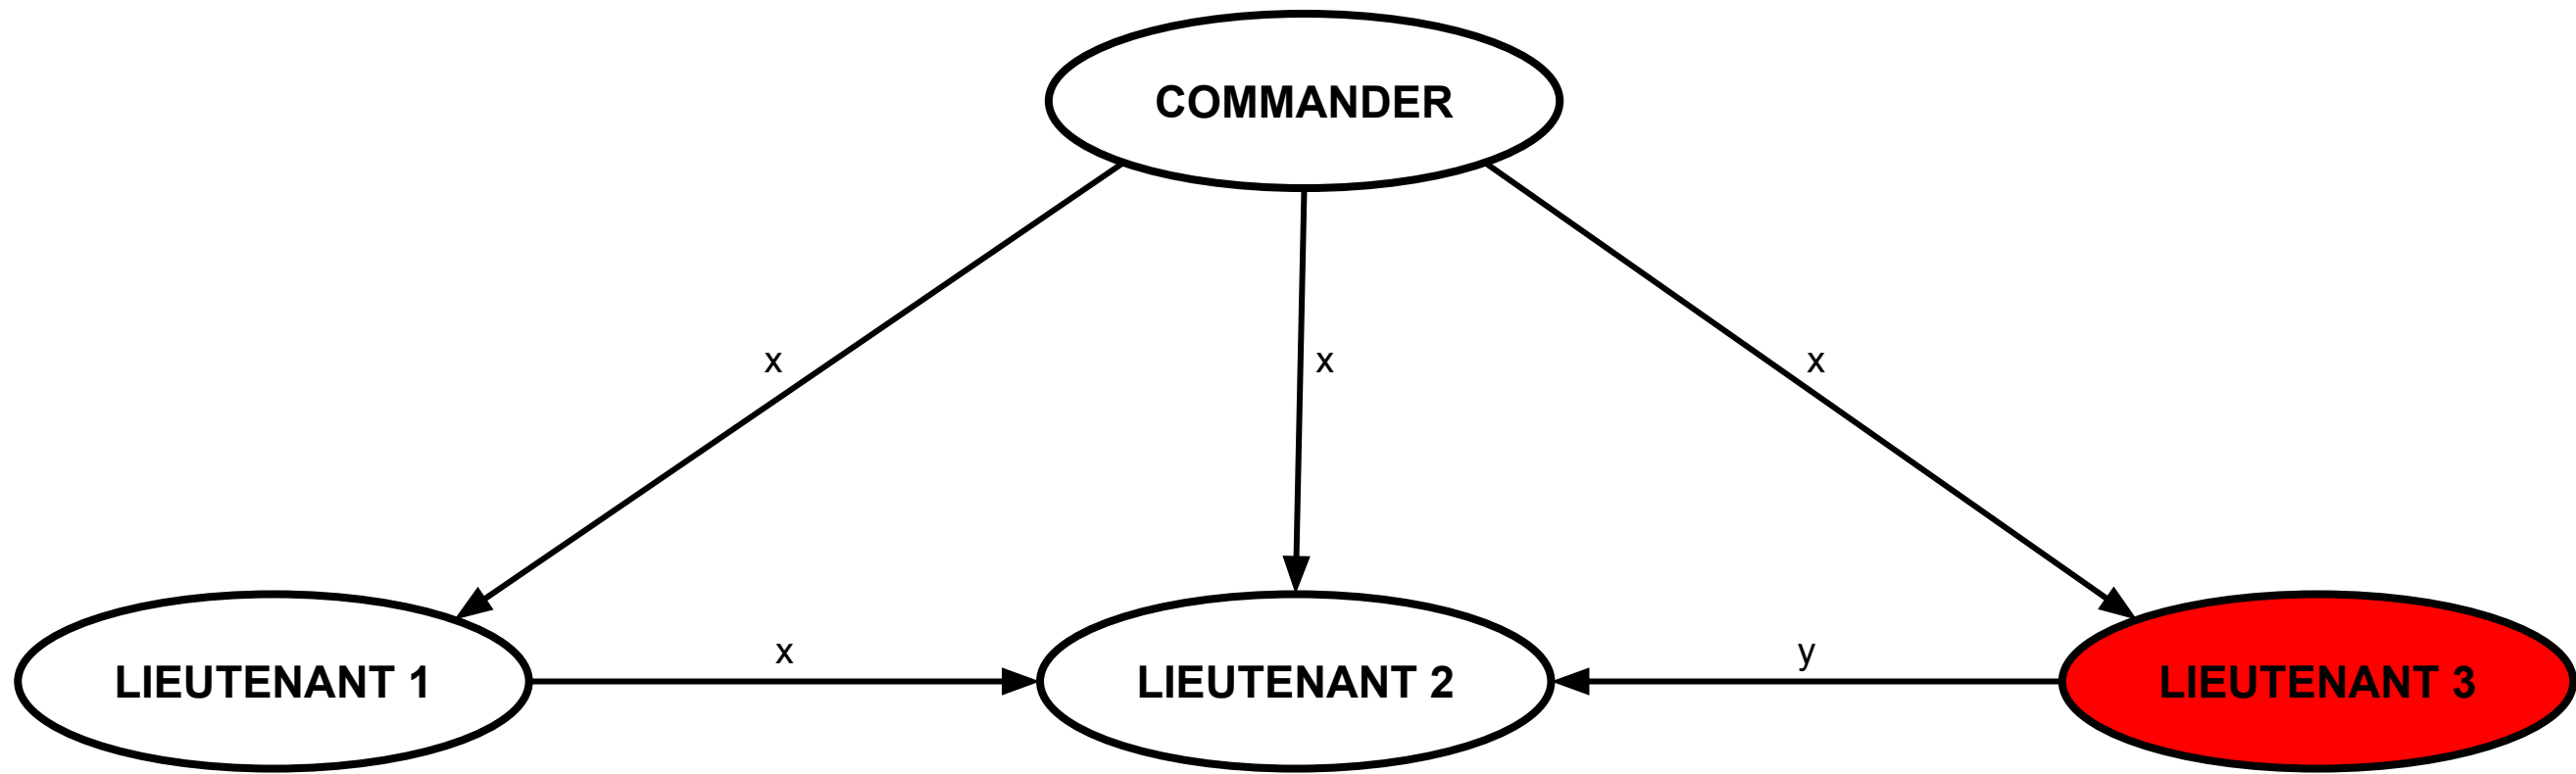 COMMANDER
x
x
x
x
y
LIEUTENANT 1
LIEUTENANT 2
LIEUTENANT 3